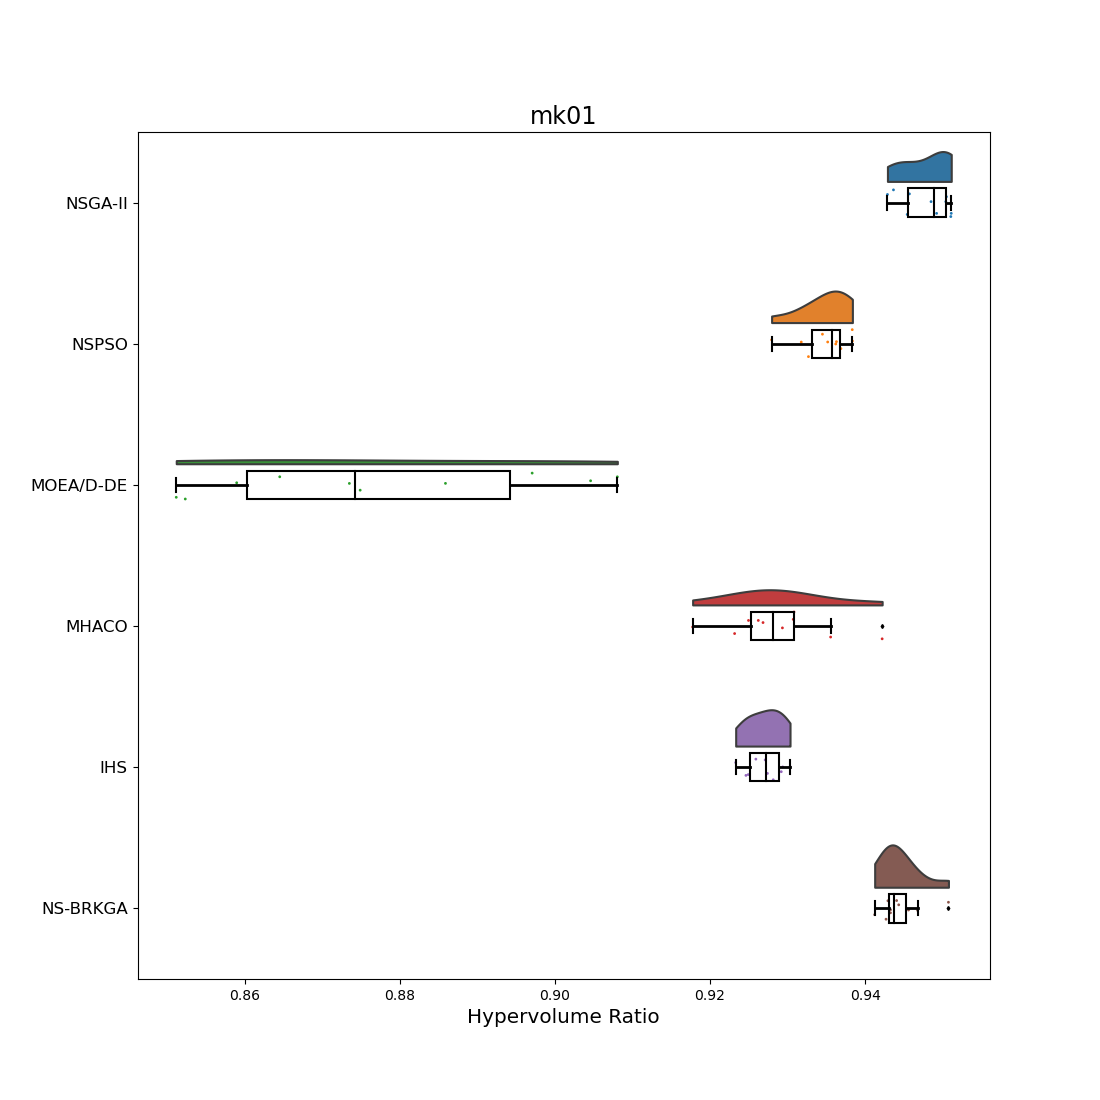 mk01
NSGA-II
NSPSO
MOEA/D-DE
MHACO
IHS
NS-BRKGA
0.86 0.88 0.90 0.92 0.94
Hypervolume Ratio